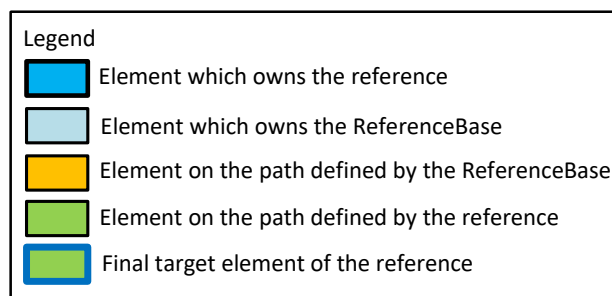 Legend
Element which owns the reference
Element which owns the ReferenceBase
Element on the path defined by the ReferenceBase
Element on the path defined by the reference
Final target element of the reference